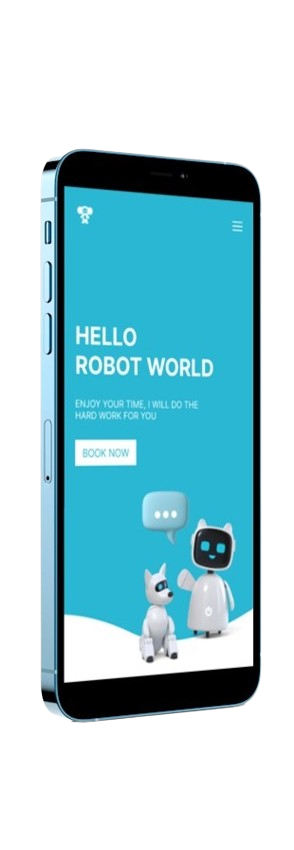 HELLO
ROBOT WORLD
ENJOY YOUR TIME, I WILL DO THE
HARD WORK FOR YOU
BOOK NOW